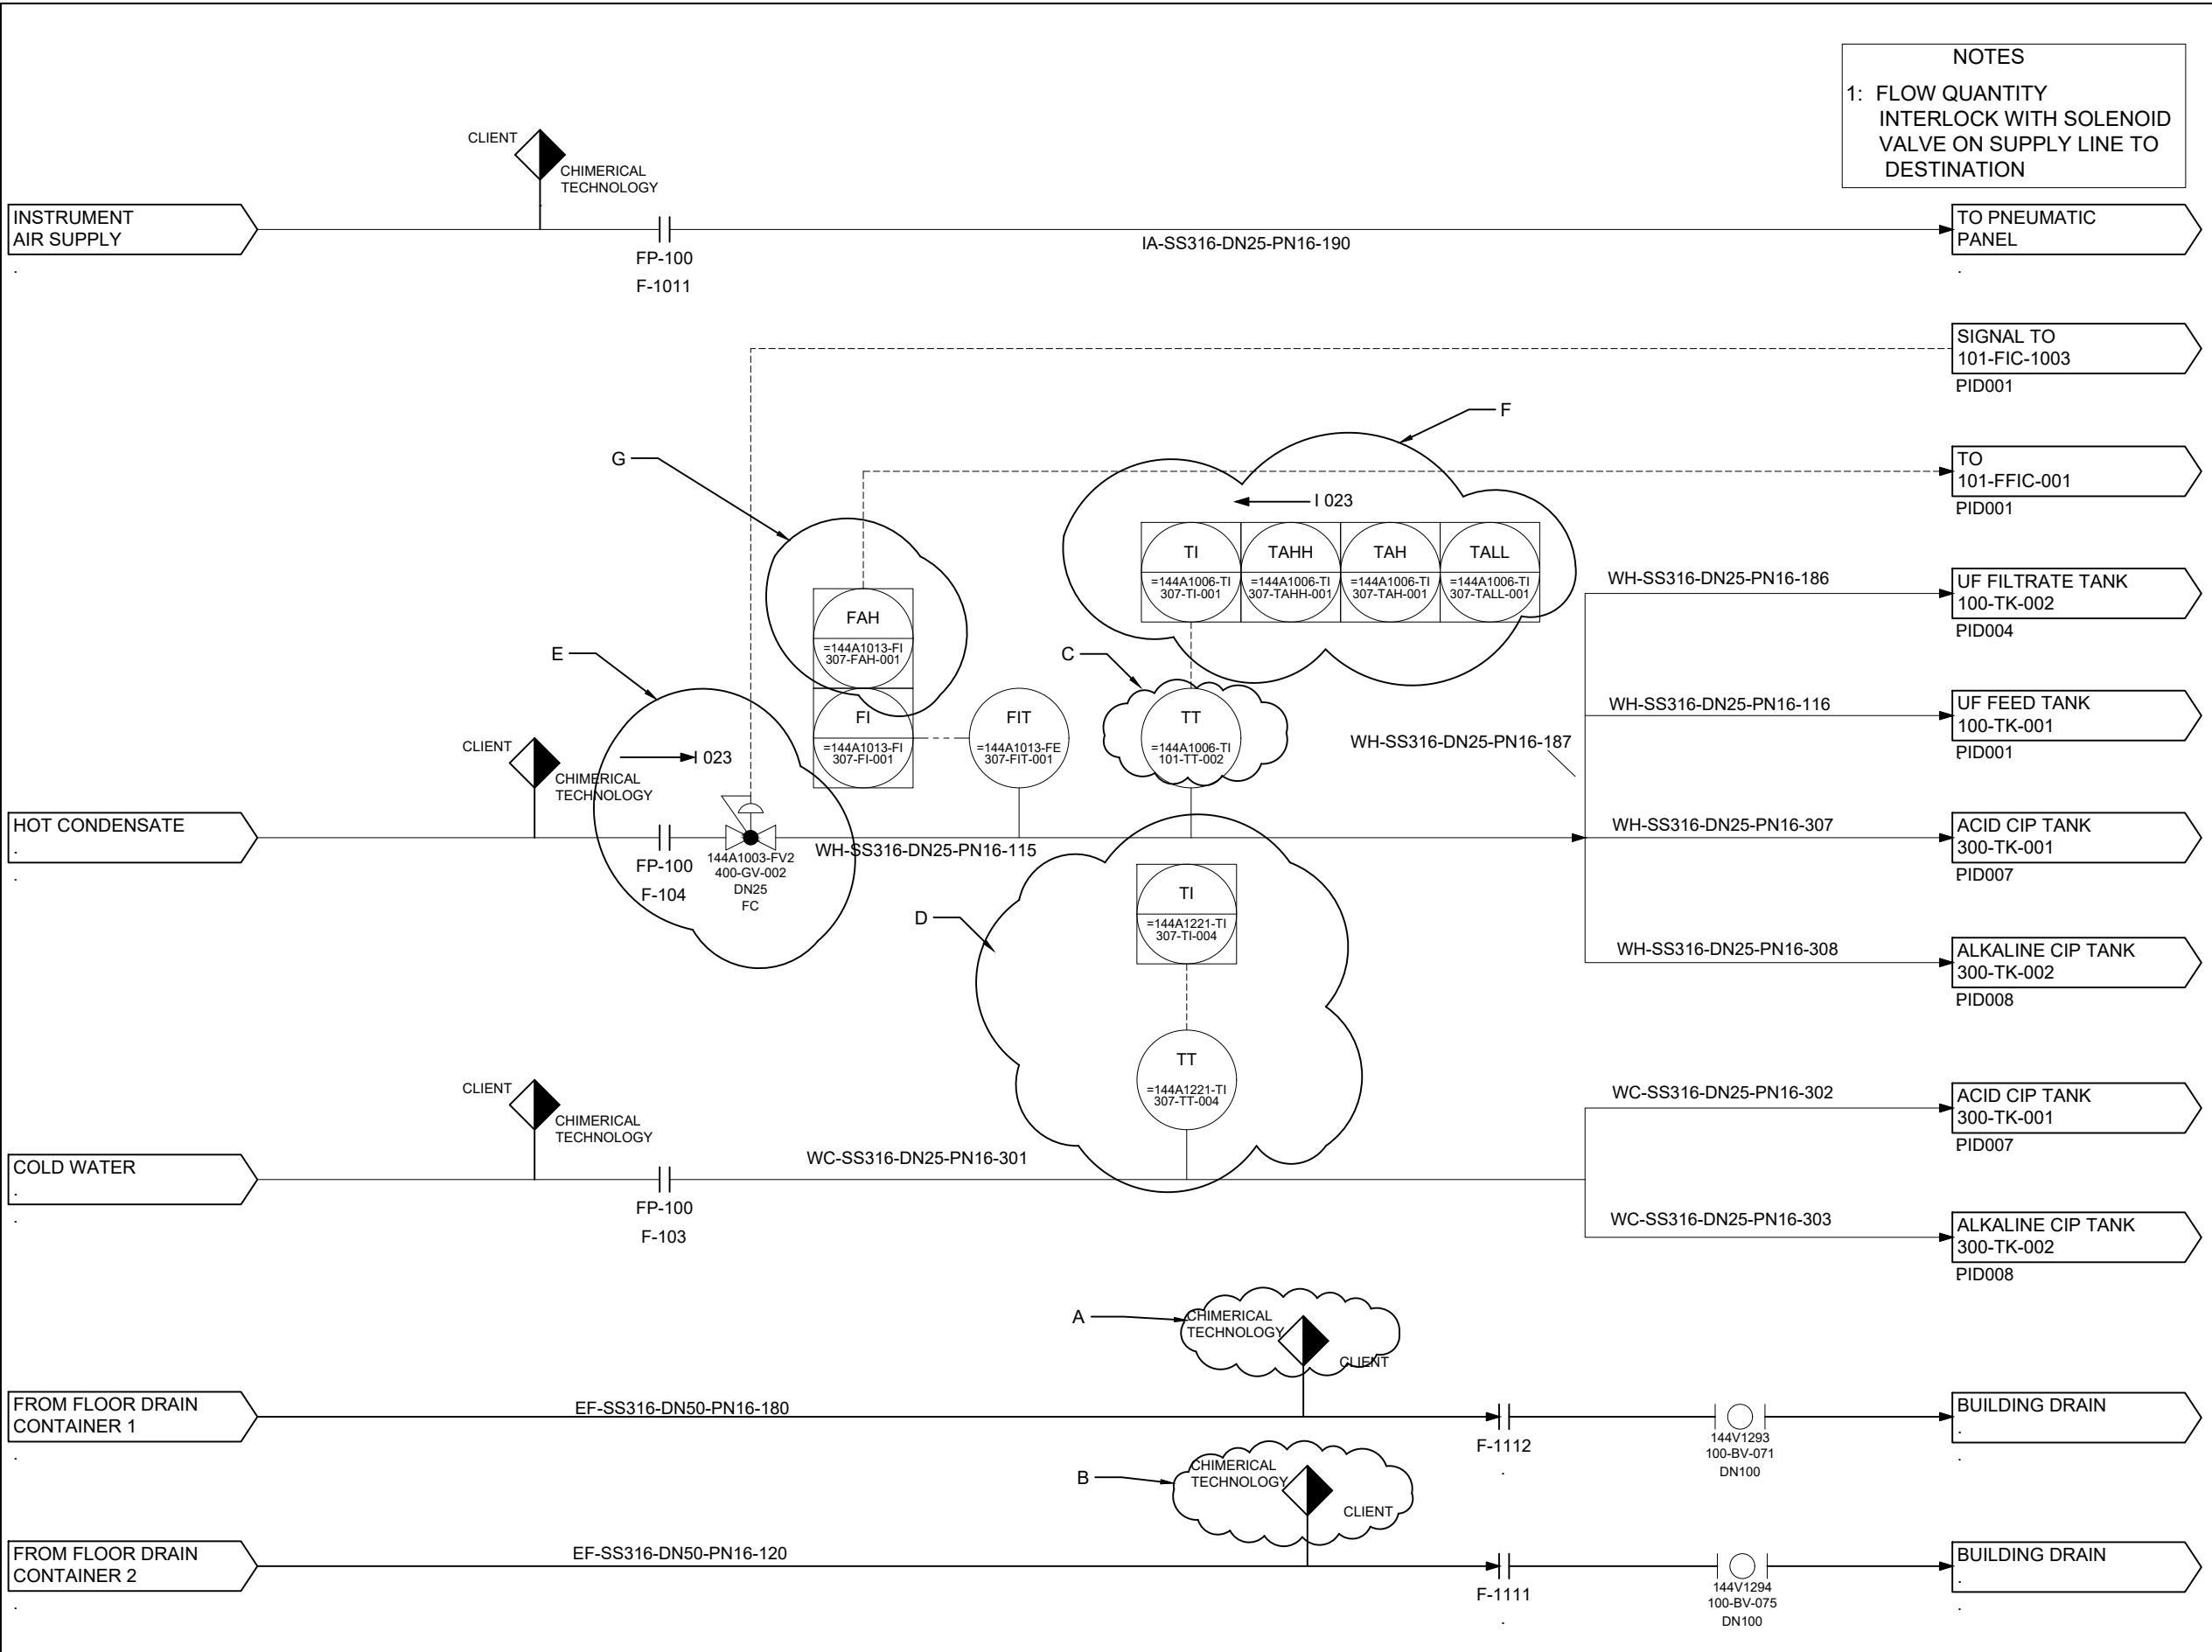 NOTES
1: FLOW QUANTITY
INTERLOCK WITH SOLENOID
VALVE ON SUPPLY LINE TO
DESTINATION
CLIENT
CHIMERICAL
TECHNOLOGY
INSTRUMENT
AIR SUPPLY
.
FP-100
F-1011
IA-SS316-DN25-PN16-190
TO PNEUMATIC
PANEL
.
SIGNAL TO
101-FIC-1003
PID001
F
G
TO
101-FFIC-001
PID001
I 023
TI
=144A1006-TI
307-TI-001
TAHH
=144A1006-TI
307-TAHH-001
TAH
=144A1006-TI
307-TAH-001
TALL
=144A1006-TI
307-TALL-001
WH-SS316-DN25-PN16-186
UF FILTRATE TANK
100-TK-002
PID004
FAH
=144A1013-FI
307-FAH-001
E
C
FI
=144A1013-FI
307-FI-001
FIT
=144A1013-FE
307-FIT-001
TT
=144A1006-TI
101-TT-002
WH-SS316-DN25-PN16-116
UF FEED TANK
100-TK-001
PID001
WH-SS316-DN25-PN16-187
CLIENT
CHIMERICAL
TECHNOLOGY
I 023
HOT CONDENSATE
.
.
FP-100
F-104
144A1003-FV2
400-GV-002
DN25
FC
WH-SS316-DN25-PN16-115
WH-SS316-DN25-PN16-307
ACID CIP TANK
300-TK-001
PID007
D
TI
=144A1221-TI
307-TI-004
WH-SS316-DN25-PN16-308
ALKALINE CIP TANK
300-TK-002
PID008
TT
=144A1221-TI
307-TT-004
CLIENT
CHIMERICAL
TECHNOLOGY
COLD WATER
.
.
FP-100
F-103
WC-SS316-DN25-PN16-301
WC-SS316-DN25-PN16-302
ACID CIP TANK
300-TK-001
PID007
WC-SS316-DN25-PN16-303
ALKALINE CIP TANK
300-TK-002
PID008
A
CHIMERICAL
TECHNOLOGY
CLIENT
FROM FLOOR DRAIN
CONTAINER 1
.
EF-SS316-DN50-PN16-180
F-1112
.
144V1293
100-BV-071
DN100
BUILDING DRAIN
.
.
B
CHIMERICAL
TECHNOLOGY
CLIENT
FROM FLOOR DRAIN
CONTAINER 2
.
EF-SS316-DN50-PN16-120
F-1111
.
144V1294
100-BV-075
DN100
BUILDING DRAIN
.
.